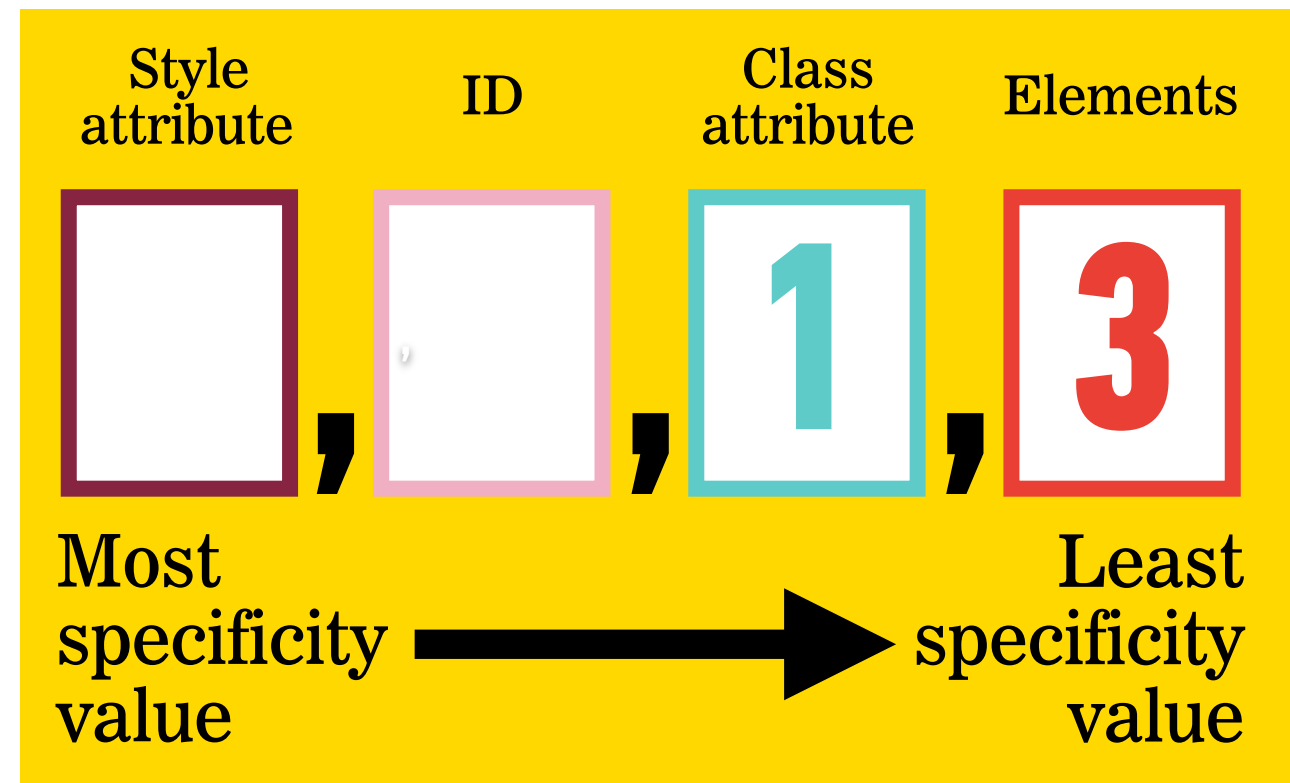 Style
attribute
ID
Class
attribute
Elements
, , 1 , 3
,
Most
specificity
value
Least
specificity
value